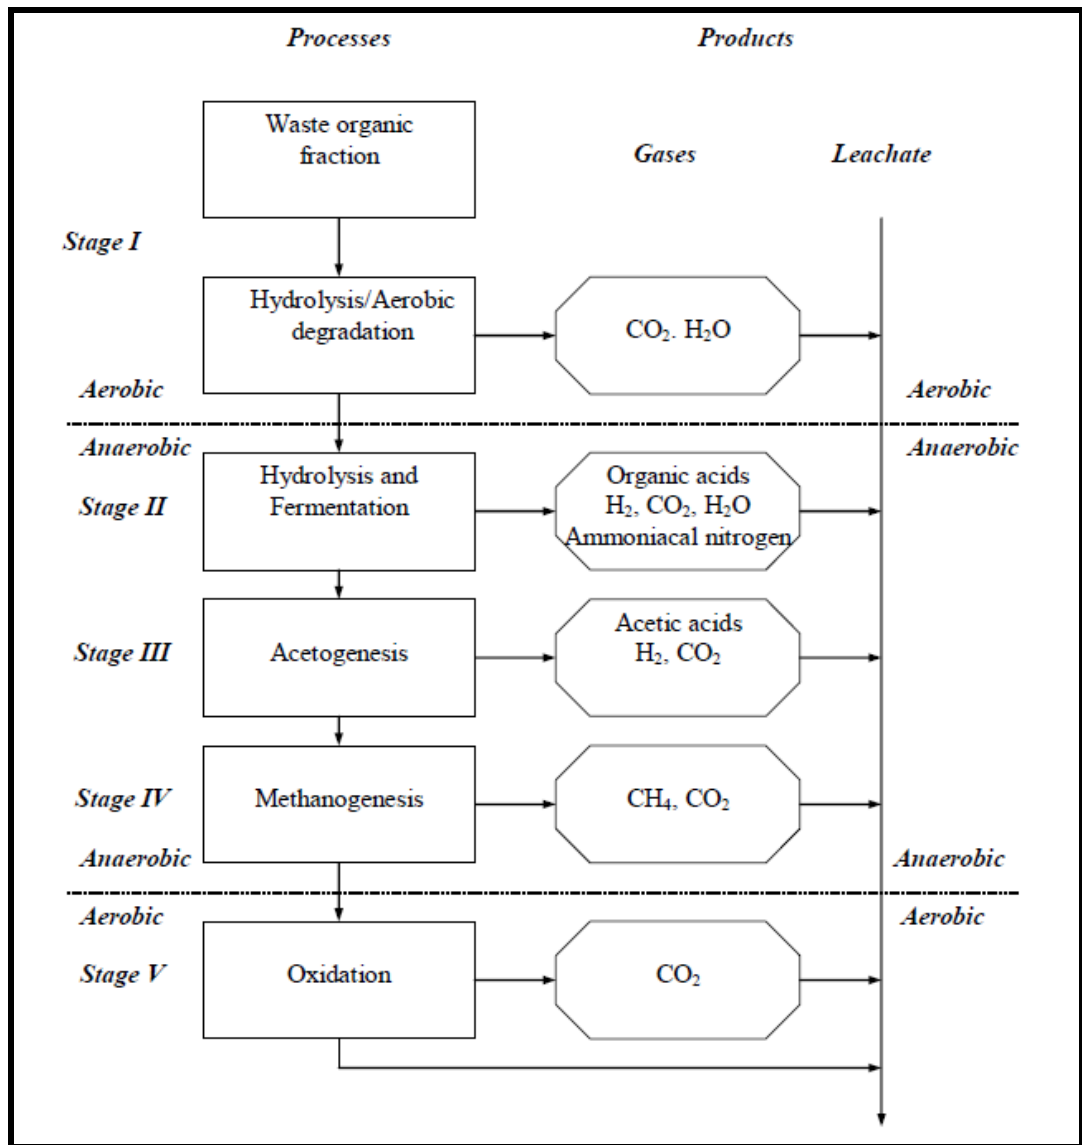 Processes
Products
Waste organic
fraction
Gases
Leachate
Stage I
Hydrolysis/Aerobic
degradation
CO₂. H₂O
Aerobic
Aerobic
Anaerobic
Anaerobic
Hydrolysis and
Fermentation
Stage II
Organic acids
H₂, CO₂, H₂O
Ammoniacal nitrogen
Stage III
Acetogenesis
Acetic acids
H₂, CO₂
Stage IV
Methanogenesis
CH₄, CO₂
Anaerobic
Anaerobic
Aerobic
Aerobic
Stage V
Oxidation
CO₂